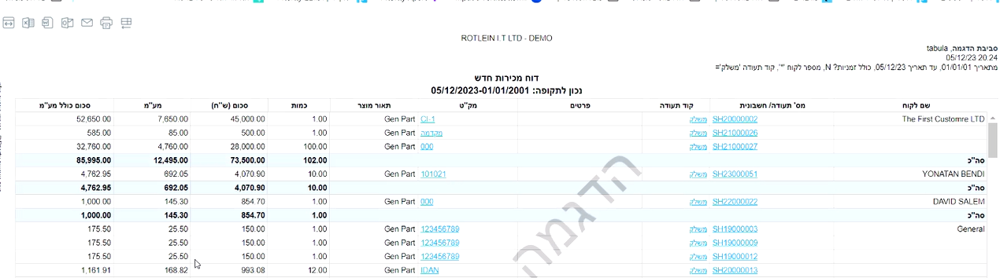 ROTLEIN I.T LTD - DEMO
סביבת הדגמה, tabula
05/12/23 20:24
מתאריך 01/01/01, עד תאריך 05/12/23, כולל זמניות? N, מספר לקוח '*', קוד תעודה 'משלק'=
דוח מכירות חדש
נכון לתקופה: 05/12/2023-01/01/2001
שם לקוח מס' תעודה/ חשבונית קוד תעודה פרטים מק"ט תאור מוצר כמות סכום (ש"ח) מע"מ סכום כולל מע"מ
The First Customre LTD SH20000002 משלק CI-1 Gen Part 1.00 45,000.00 7,650.00 52,650.00
SH21000026 משלק מקדמה Gen Part 1.00 500.00 85.00 585.00
SH21000027 משלק 000 Gen Part 100.00 28,000.00 4,760.00 32,760.00
סה"כ 102.00 73,500.00 12,495.00 85,995.00
YONATAN BENDI SH23000051 משלק 101021 Gen Part 10.00 4,070.90 692.05 4,762.95
סה"כ 10.00 4,070.90 692.05 4,762.95
DAVID SALEM SH22000022 משלק 000 Gen Part 1.00 854.70 145.30 1,000.00
סה"כ 1.00 854.70 145.30 1,000.00
General SH19000003 משלק 123456789 Gen Part 1.00 150.00 25.50 175.50
SH19000009 משלק 123456789 Gen Part 1.00 150.00 25.50 175.50
SH19000012 משלק 123456789 Gen Part 1.00 150.00 25.50 175.50
SH20000013 משלק IDAN Gen Part 12.00 993.08 168.82 1,161.91
הדגמה